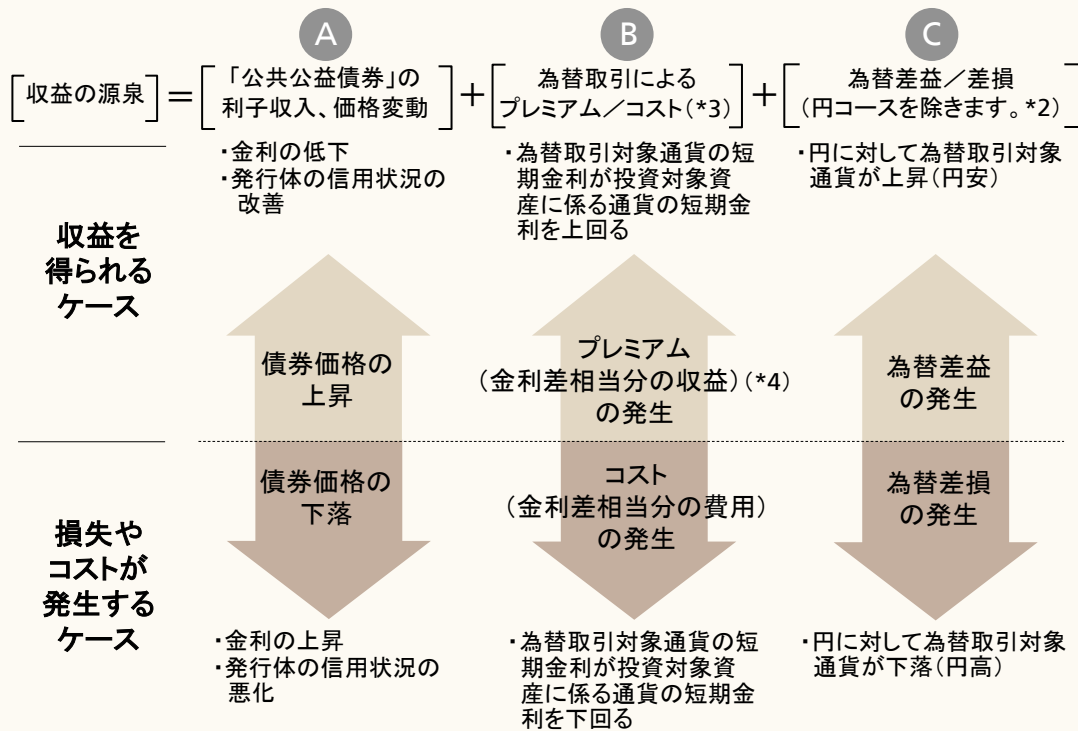 A
B
C
[収益の源泉]=[「公共公益債券」の
利子収入、価格変動]+[為替取引による
プレミアム/コスト(*3)]+[為替差益/差損
(円コースを除きます。*2)]
・金利の低下
・発行体の信用状況の
改善
・為替取引対象通貨の短
期金利が投資対象資
産に係る通貨の短期金
利を上回る
・円に対して為替取引対象
通貨が上昇(円安)
収益を
得られる
ケース
債券価格の
上昇
プレミアム
(金利差相当分の収益)(*4)
の発生
為替差益
の発生
債券価格の
下落
コスト
(金利差相当分の費用)
の発生
為替差損
の発生
損失や
コストが
発生する
ケース
・金利の上昇
・発行体の信用状況の
悪化
・為替取引対象通貨の短
期金利が投資対象資
産に係る通貨の短期金
利を下回る
・円に対して為替取引対象
通貨が下落(円高)